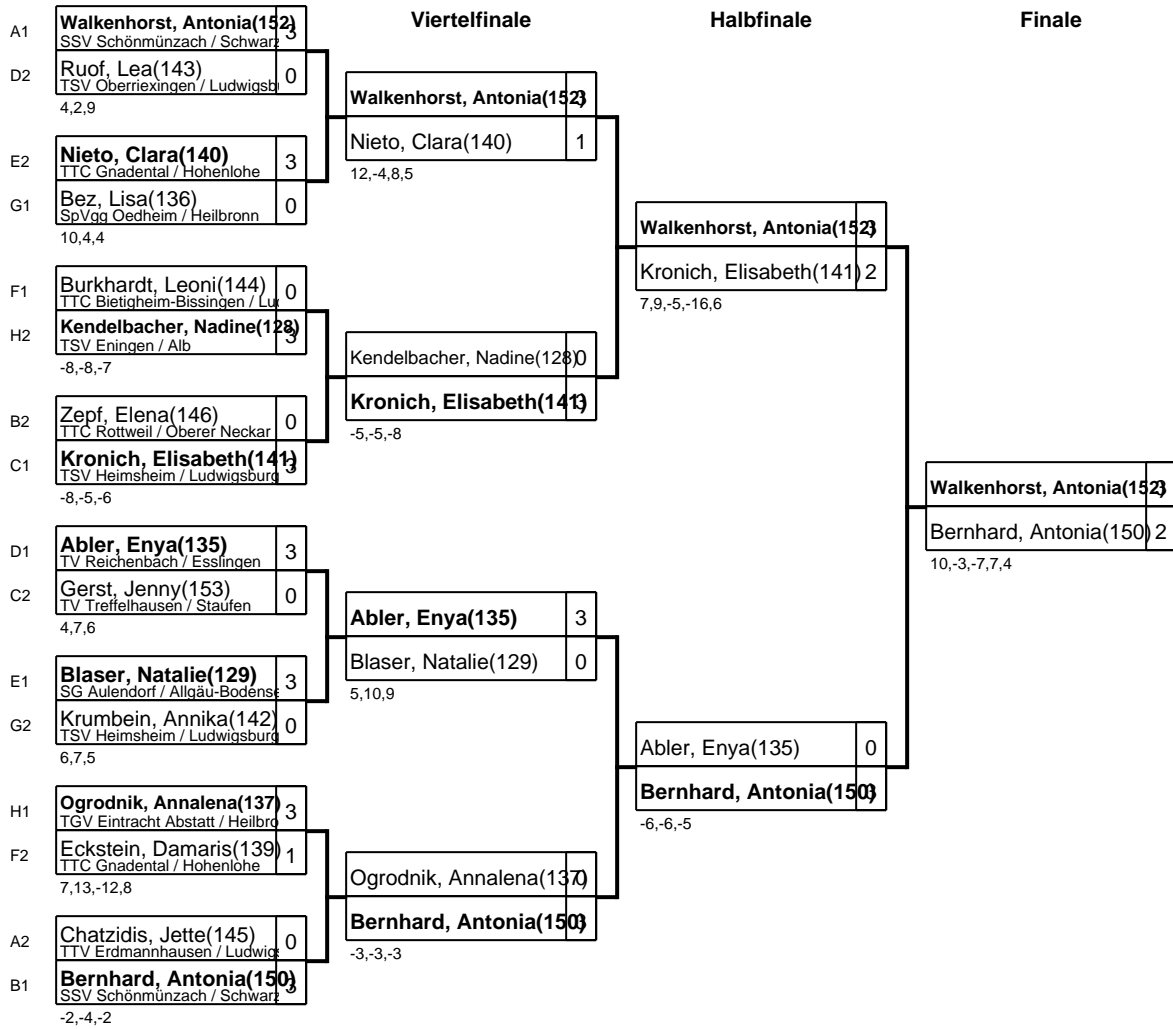 Viertelfinale Halbfinale Finale
A1 Walkenhorst, Antonia(152) 3
SSV Schönmünzach / Schwarz
D2 Ruof, Lea(143) 0
TSV Oberriexingen / Ludwigsb
4,2,9
E2 Nieto, Clara(140) 3
TTC Gnadental / Hohenlohe
G1 Bez, Lisa(136) 0
SpVgg Oedheim / Heilbronn
10,4,4
F1 Burkhardt, Leoni(144) 0
TTC Bietigheim-Bissingen / Lu
H2 Kendelbacher, Nadine(128) 3
TSV Eningen / Alb
-8,-8,-7
B2 Zepf, Elena(146) 0
TTC Rottweil / Oberer Neckar
C1 Kronich, Elisabeth(141) 3
TSV Heimsheim / Ludwigsburg
-8,-5,-6
D1 Abler, Enya(135) 3
TV Reichenbach / Esslingen
C2 Gerst, Jenny(153) 0
TV Treffelhausen / Staufen
4,7,6
E1 Blaser, Natalie(129) 3
SG Aulendorf / Allgäu-Bodense
G2 Krumbein, Annika(142) 0
TSV Heimsheim / Ludwigsburg
6,7,5
H1 Ogrodnik, Annalena(137) 3
TGV Eintracht Abstatt / Heilbro
F2 Eckstein, Damaris(139) 1
TTC Gnadental / Hohenlohe
7,13,-12,8
A2 Chatzidis, Jette(145) 0
TTV Erdmannhausen / Ludwigs
B1 Bernhard, Antonia(150) 3
SSV Schönmünzach / Schwarz
-2,-4,-2
Walkenhorst, Antonia(152) 3
Nieto, Clara(140) 1
12,-4,8,5
Kendelbacher, Nadine(128) 0
Kronich, Elisabeth(141) 3
-5,-5,-8
Abler, Enya(135) 3
Blaser, Natalie(129) 0
5,10,9
Ogrodnik, Annalena(137) 0
Bernhard, Antonia(150) 3
-3,-3,-3
Walkenhorst, Antonia(152) 3
Kronich, Elisabeth(141) 2
7,9,-5,-16,6
Abler, Enya(135) 0
Bernhard, Antonia(150) 3
-6,-6,-5
Walkenhorst, Antonia(152) 3
Bernhard, Antonia(150) 2
10,-3,-7,7,4